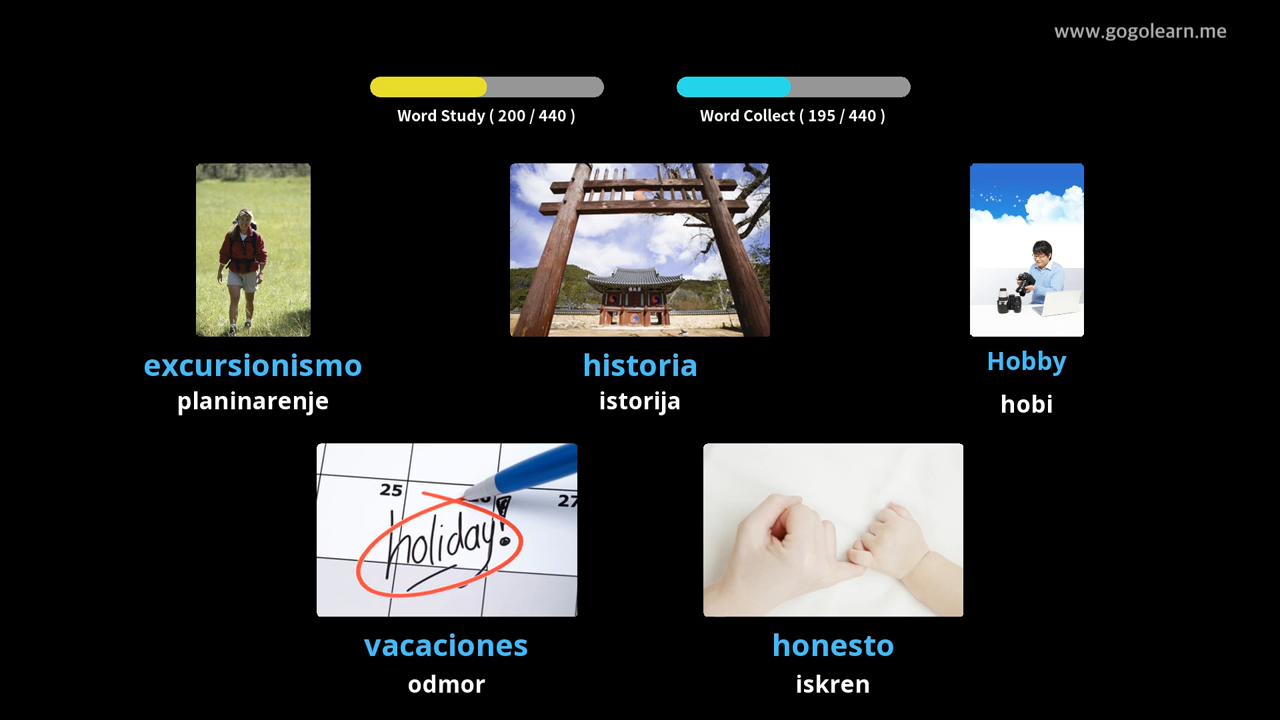 www.gogolearn.me
Word Study ( 200 / 440 )
Word Collect ( 195 / 440 )
excursionismo
planinarenje
historia
istorija
Hobby
hobi
25
27
holiday!
vacaciones
odmor
honesto
iskren